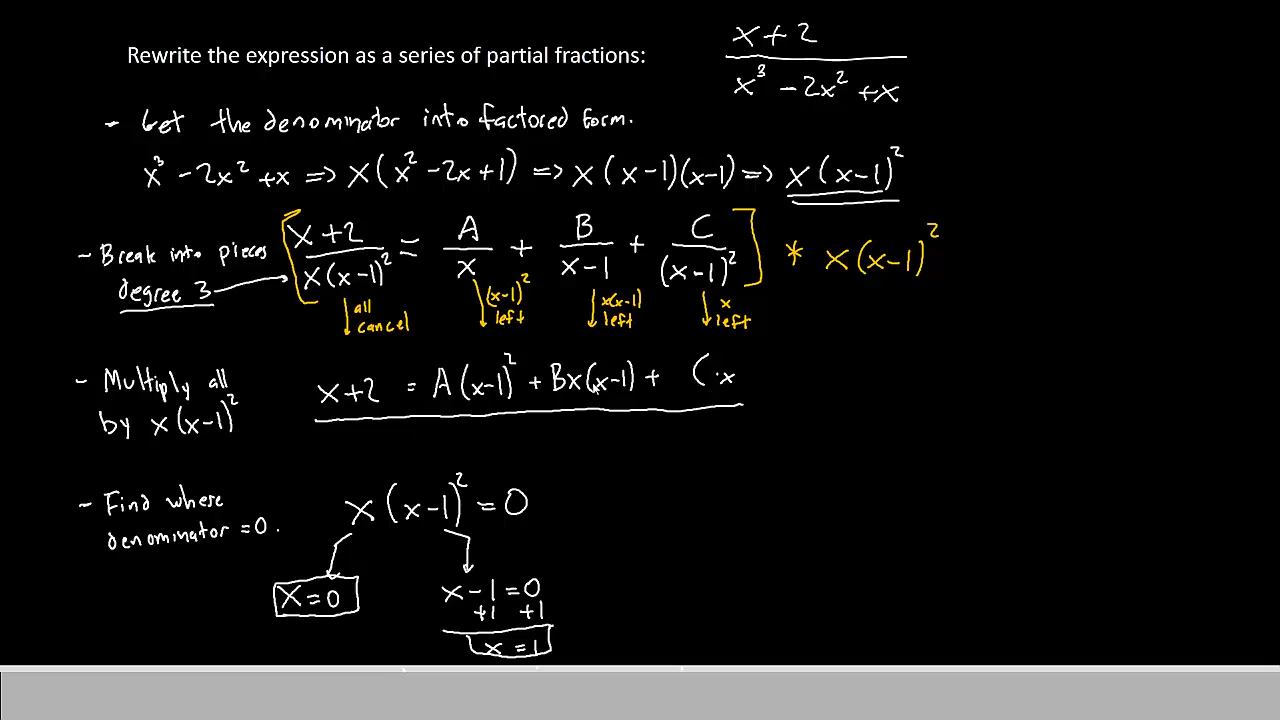 Rewrite the expression as a series of partial fractions:
x+2
x³ - 2x² + x
- Get the denominator into factored form.
x³ - 2x² + x ⇒ x(x² - 2x + 1) ⇒ x(x-1)(x-1) ⇒ x(x-1)²
- Break into pieces
degree 3
[ (x+2)/(x(x-1)²) = A/x + B/(x-1) + C/(x-1)² ] * x(x-1)²
all cancel
(x-1)² left
x(x-1) left
x left
- Multiply all
by x(x-1)²
x+2 = A(x-1)² + Bx(x-1) + C·x
- Find where
denominator = 0.
x(x-1)² = 0
x = 0
x - 1 = 0
+1 +1
x = 1